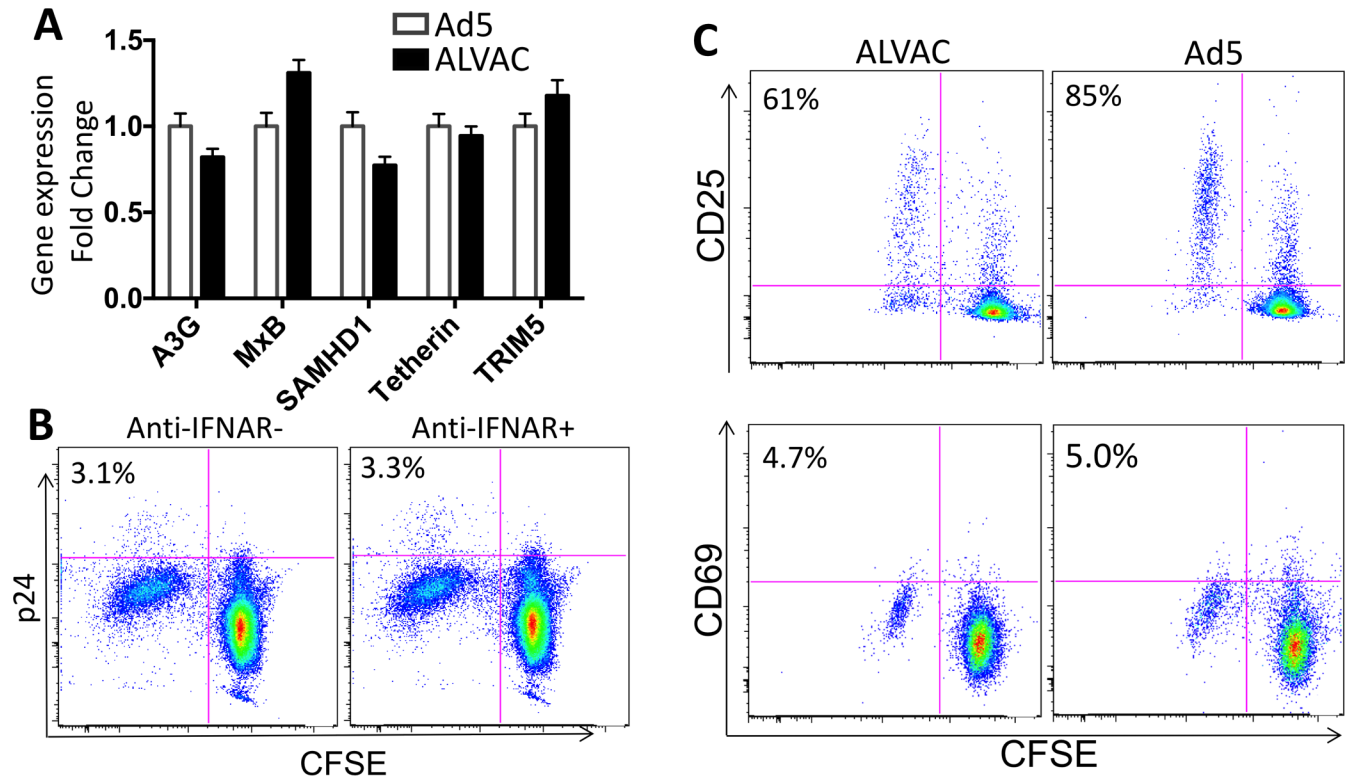 A
Ad5
ALVAC
Gene expression
Fold Change
1.5
1.0
0.5
0.0
A3G
MxB
SAMHD1
Tetherin
TRIM5
B
Anti-IFNAR-
Anti-IFNAR+
3.1%
3.3%
p24
CFSE
C
ALVAC
Ad5
61%
85%
CD25
4.7%
5.0%
CD69
CFSE